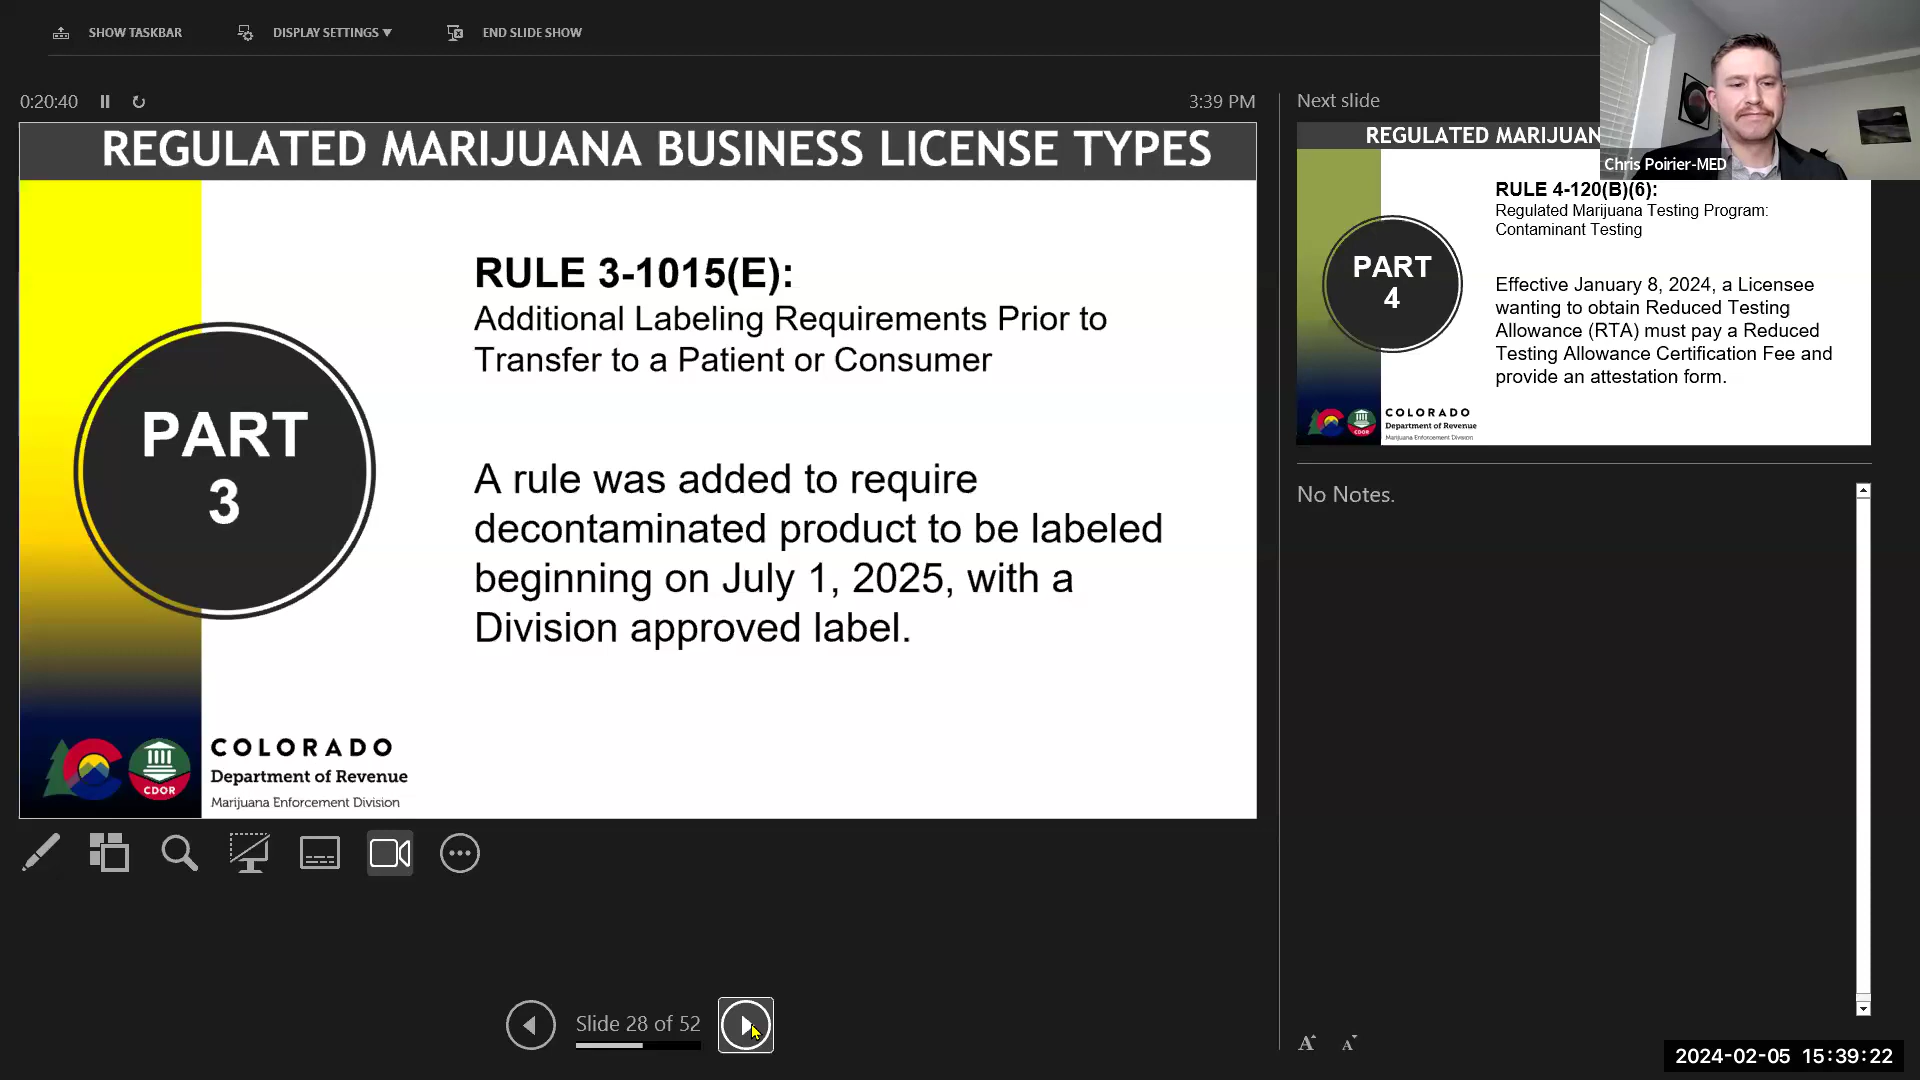 SHOW TASKBAR
DISPLAY SETTINGS ▼
END SLIDE SHOW
0:20:40
3:39 PM
REGULATED MARIJUANA BUSINESS LICENSE TYPES
PART
3
RULE 3-1015(E):
Additional Labeling Requirements Prior to
Transfer to a Patient or Consumer
A rule was added to require
decontaminated product to be labeled
beginning on July 1, 2025, with a
Division approved label.
CDOR
COLORADO
Department of Revenue
Marijuana Enforcement Division
Slide 28 of 52
Next slide
REGULATED MARIJUAN
Chris Poirier-MED
PART
4
RULE 4-120(B)(6):
Regulated Marijuana Testing Program:
Contaminant Testing
Effective January 8, 2024, a Licensee
wanting to obtain Reduced Testing
Allowance (RTA) must pay a Reduced
Testing Allowance Certification Fee and
provide an attestation form.
CDOR
COLORADO
Department of Revenue
Marijuana Enforcement Division
No Notes.
A A
2024-02-05 15:39:22